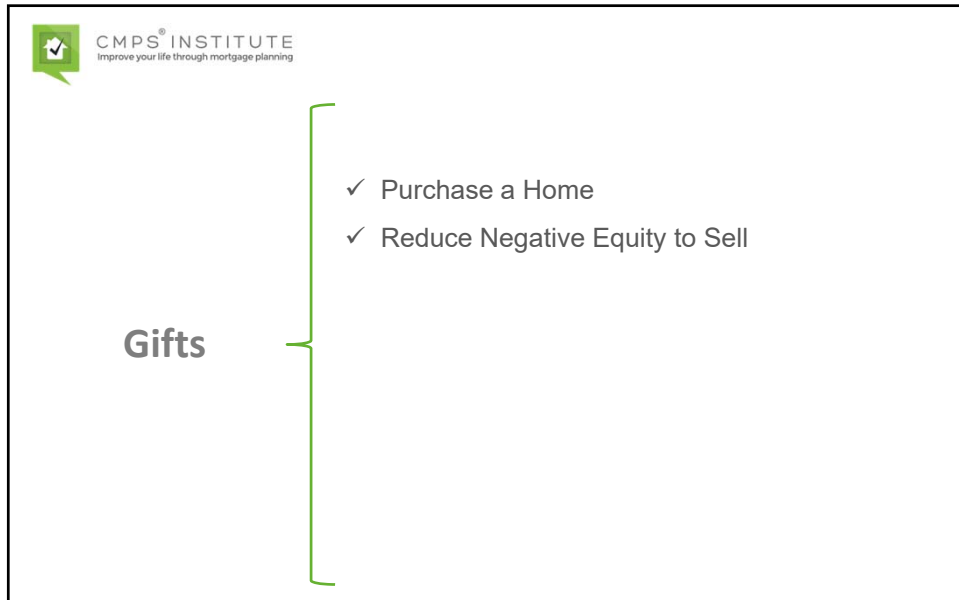 CMPS® INSTITUTE
Improve your life through mortgage planning
✓ Purchase a Home
✓ Reduce Negative Equity to Sell
Gifts